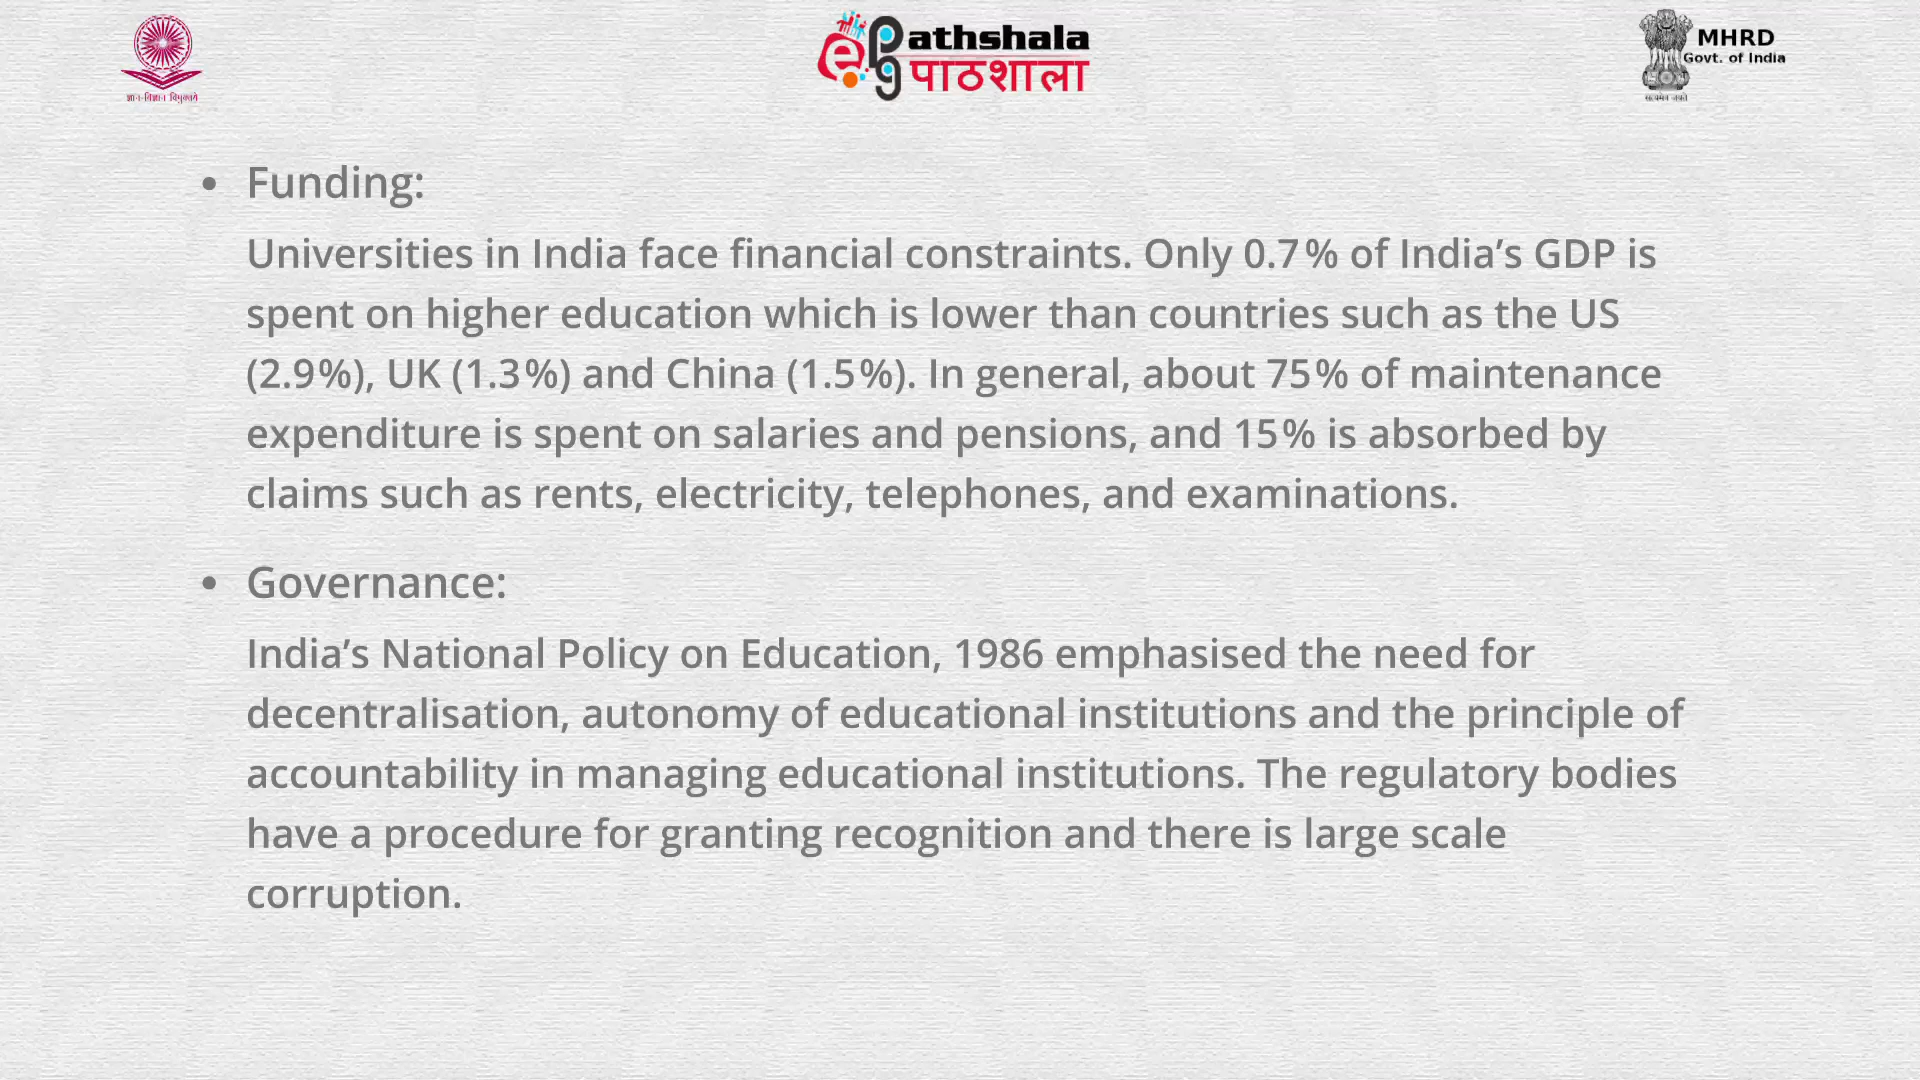 ज्ञान-विज्ञान विमुक्तये
ePG athshala
पाठशाला
MHRD
Govt. of India
सत्यमेव जयते
• Funding:
Universities in India face financial constraints. Only 0.7% of India’s GDP is
spent on higher education which is lower than countries such as the US
(2.9%), UK (1.3%) and China (1.5%). In general, about 75% of maintenance
expenditure is spent on salaries and pensions, and 15% is absorbed by
claims such as rents, electricity, telephones, and examinations.
• Governance:
India’s National Policy on Education, 1986 emphasised the need for
decentralisation, autonomy of educational institutions and the principle of
accountability in managing educational institutions. The regulatory bodies
have a procedure for granting recognition and there is large scale
corruption.